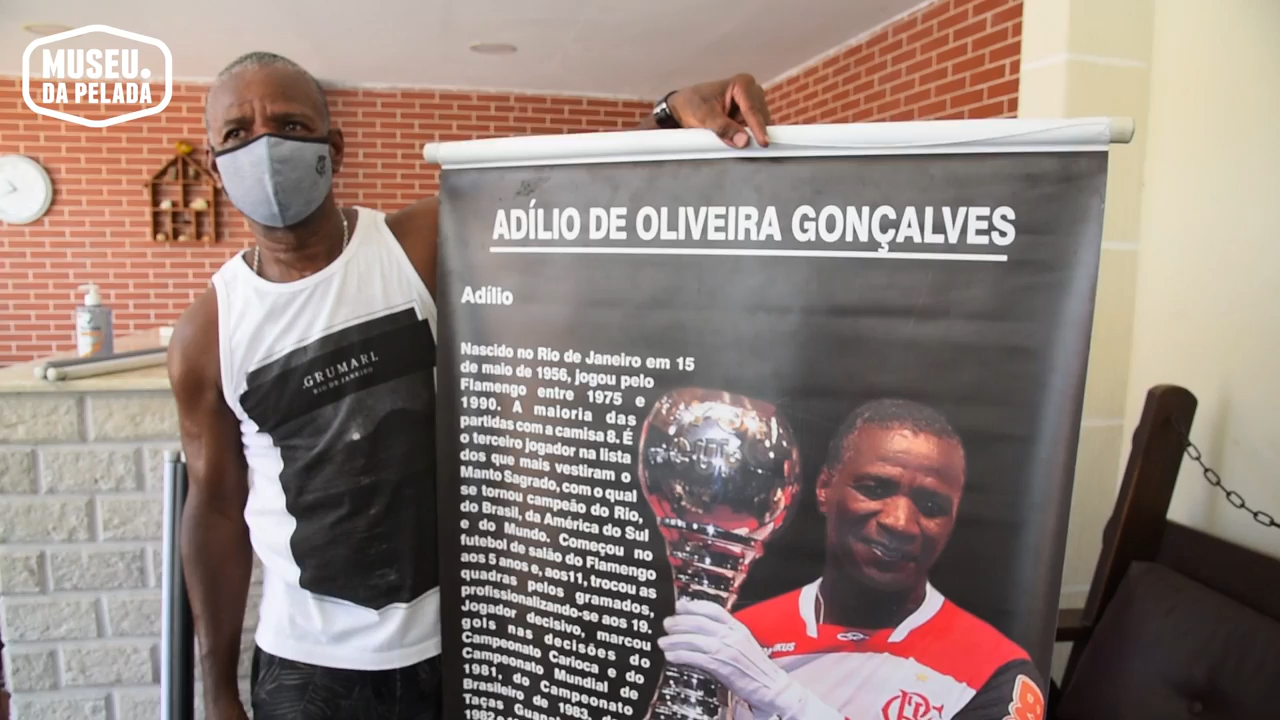 MUSEU.
DA PELADA
ADÍLIO DE OLIVEIRA GONÇALVES
Adílio
Nascido no Rio de Janeiro em 15
de maio de 1956, jogou pelo
Flamengo entre 1975 e
1990. A maioria das
partidas com a camisa 8. É
o terceiro jogador na lista
dos que mais vestiram o
Manto Sagrado, com o qual
se tornou campeão do Rio,
do Brasil, da América do Sul
e do Mundo. Começou no
futebol de salão do Flamengo
aos 5 anos e, aos11, trocou as
quadras pelos gramados,
profissionalizando-se aos 19.
Jogador decisivo, marcou
gols nas decisões do
Campeonato Carioca e do
Campeonato Mundial de
1981, do Campeonato
Brasileiro de 1983,
Taças
1982 e
GRUMARI
RIO DE JANEIRO